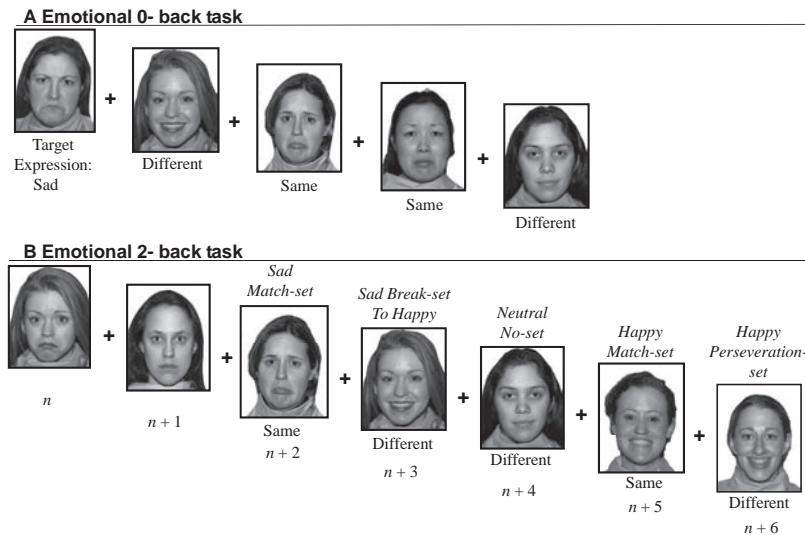 A Emotional 0- back task
+
+
+
+
Target
Expression:
Sad
Different
Same
Same
Different
B Emotional 2- back task
Sad
Match-set
Sad Break-set
To Happy
Neutral
No-set
Happy
Match-set
Happy
Perseveration-
set
+
+
+
+
+
+
n
n + 1
Same
n + 2
Different
n + 3
Different
n + 4
Same
n + 5
Different
n + 6